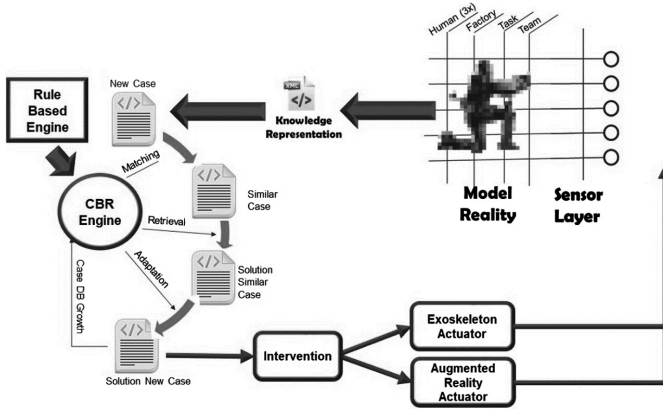 Human (3x)
Factory
Task
Team
Rule
Based
Engine
New Case
</>
XML
</>
Knowledge
Representation
Matching
</>
Similar
Case
Model
Reality
Sensor
Layer
CBR
Engine
Retrieval
</>
Solution
Similar
Case
Adaptation
Case DB Growth
</>
Solution New Case
Intervention
Exoskeleton
Actuator
Augmented
Reality
Actuator